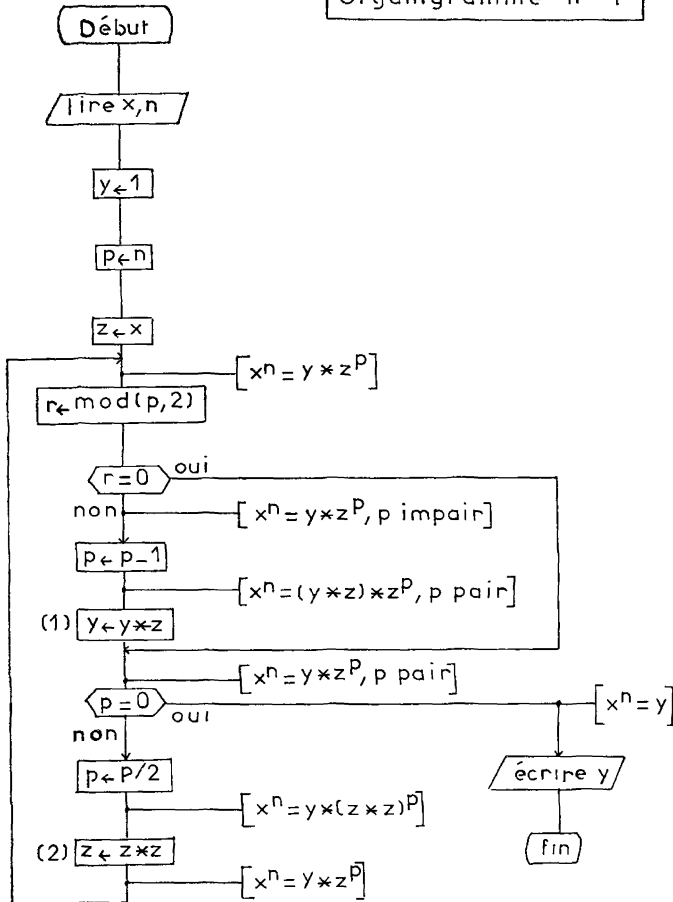 Organigramme n° 1
Début
lire x,n
y ← 1
p ← n
z ← x
[xⁿ = y * zᵖ]
r ← mod(p,2)
r = 0 oui
non [xⁿ = y * zᵖ, p impair]
p ← p - 1
[xⁿ = (y * z) * zᵖ, p pair]
(1) y ← y * z
[xⁿ = y * zᵖ, p pair]
p = 0 oui [xⁿ = y]
non
p ← P/2 écrire y
[xⁿ = y * (z * z)ᵖ]
(2) z ← z * z fin
[xⁿ = y * zᵖ]